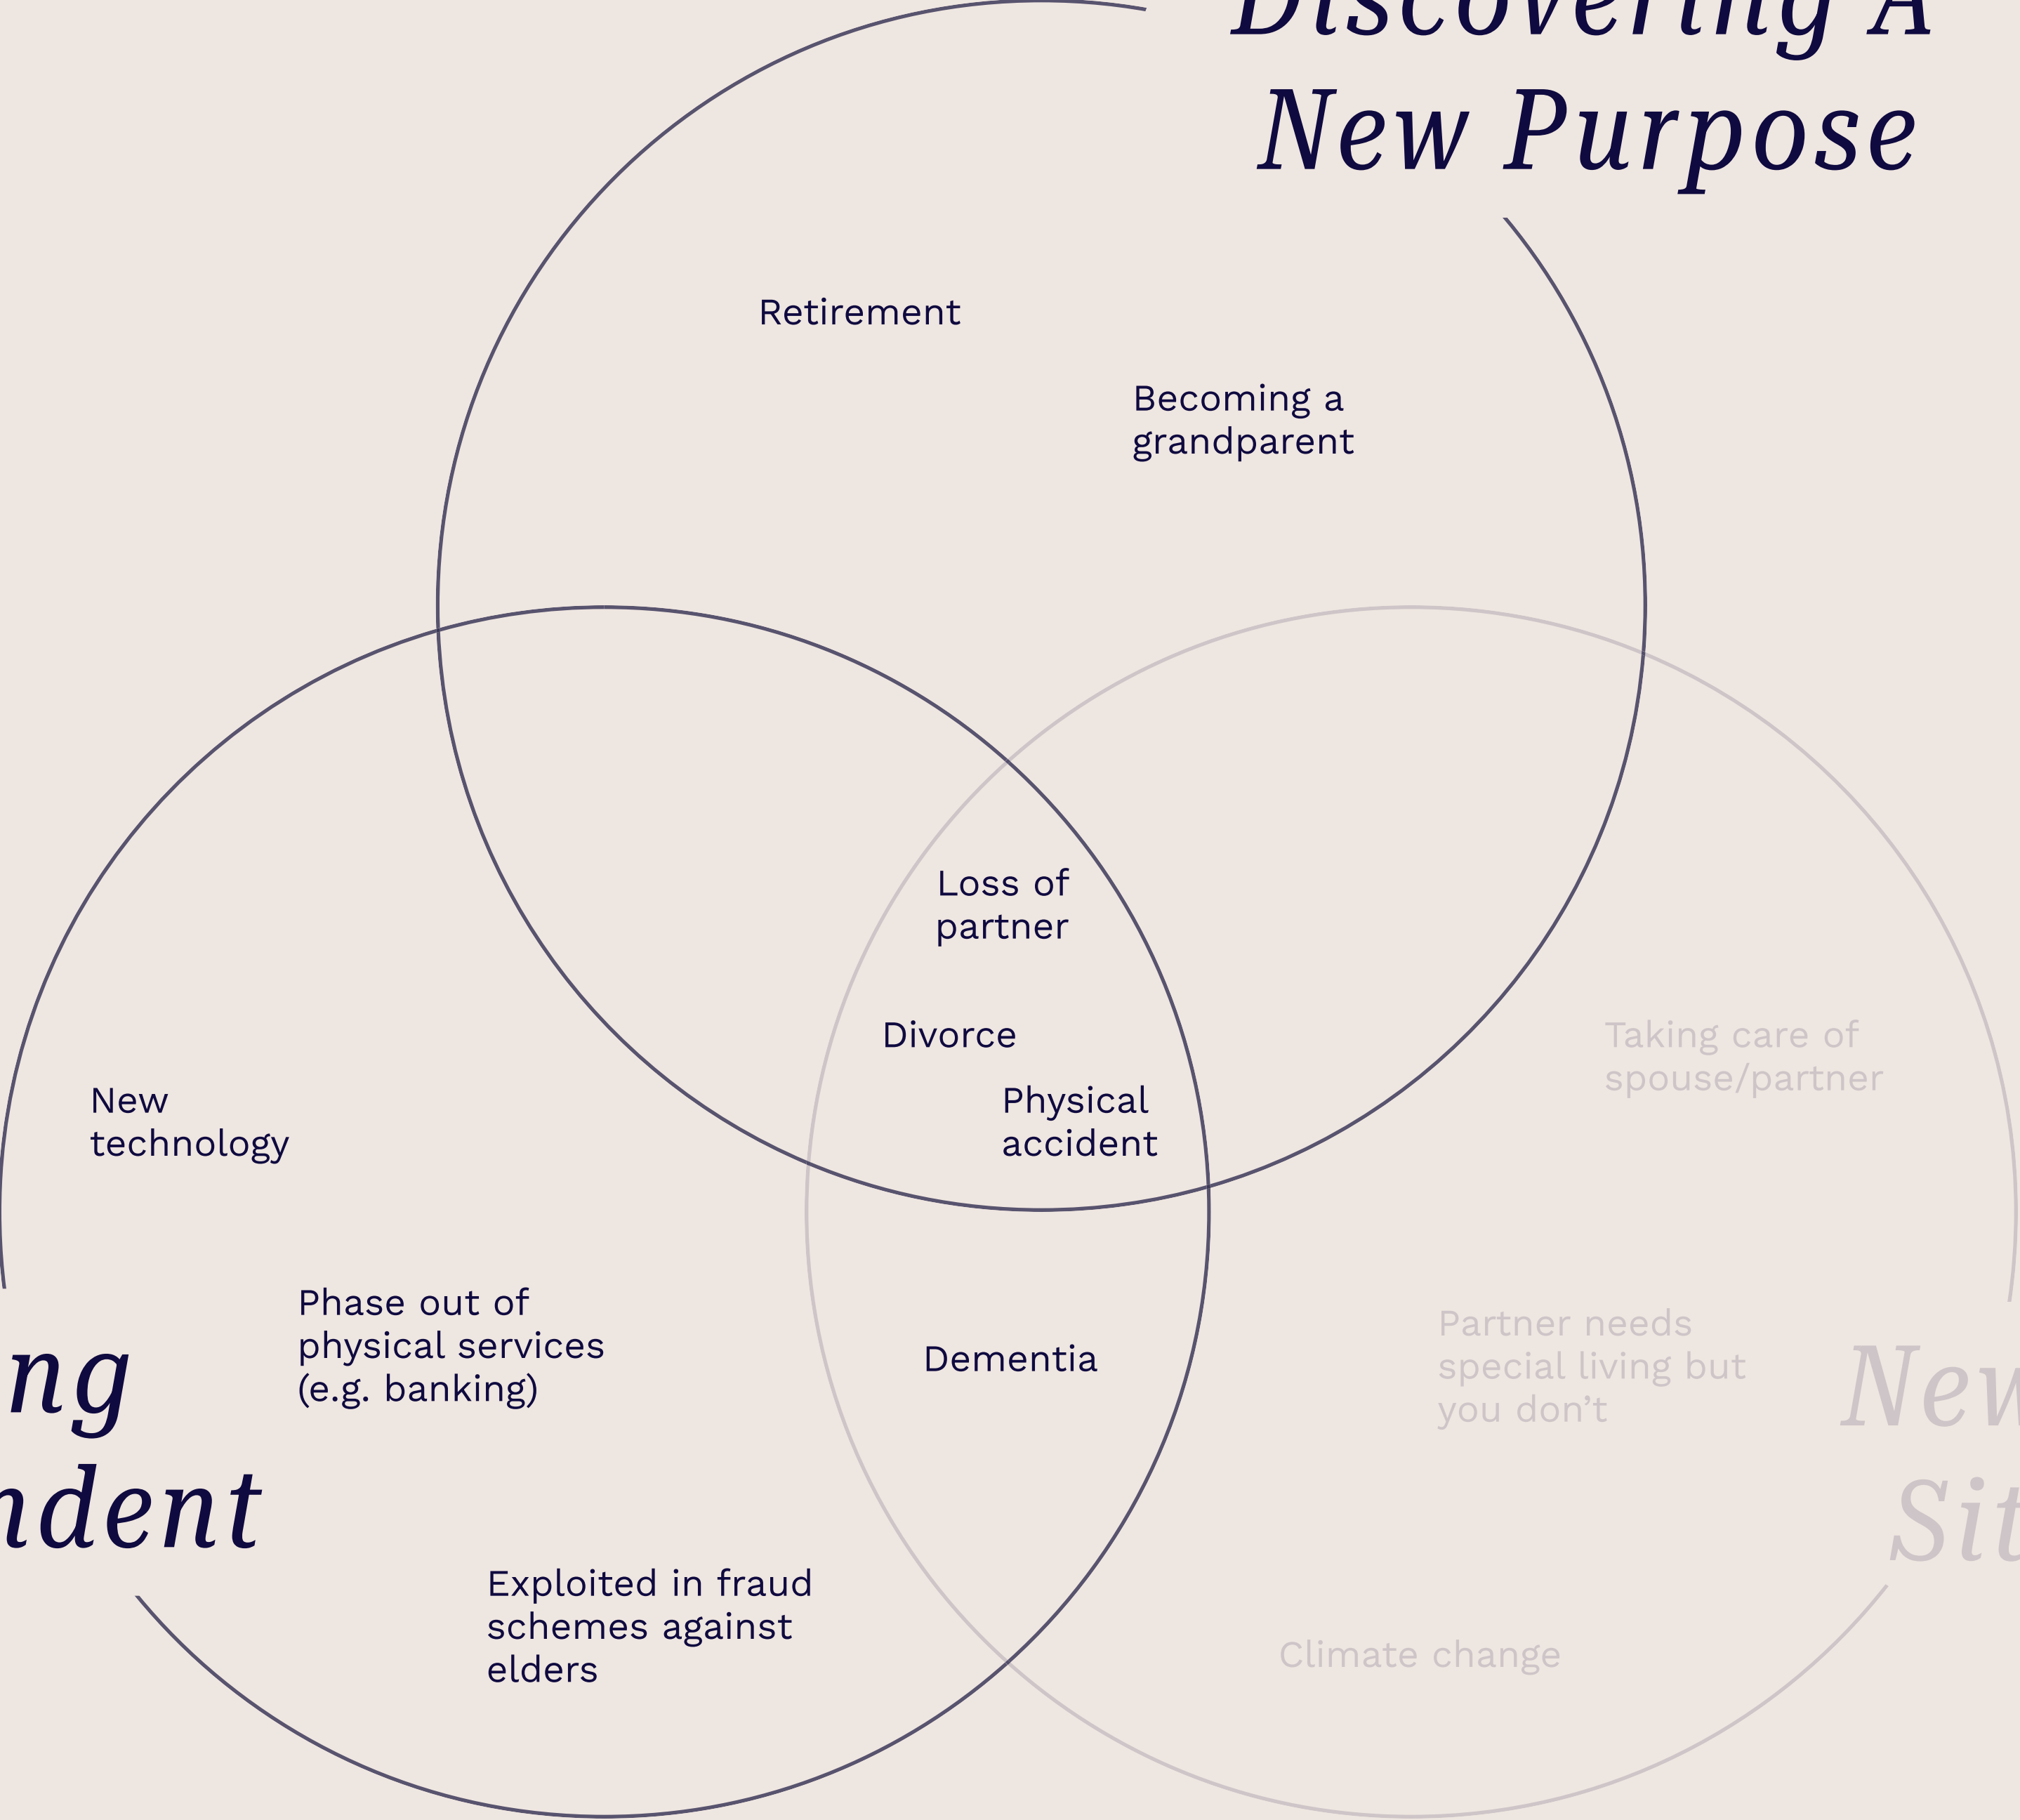 Discovering A
New Purpose
Retirement
Becoming a
grandparent
Loss of
partner
Divorce
Physical
accident
Taking care of
spouse/partner
New
technology
Phase out of
physical services
(e.g. banking)
Dementia
Partner needs
special living but
you don’t
ng
ndent
New
Sit
Exploited in fraud
schemes against
elders
Climate change